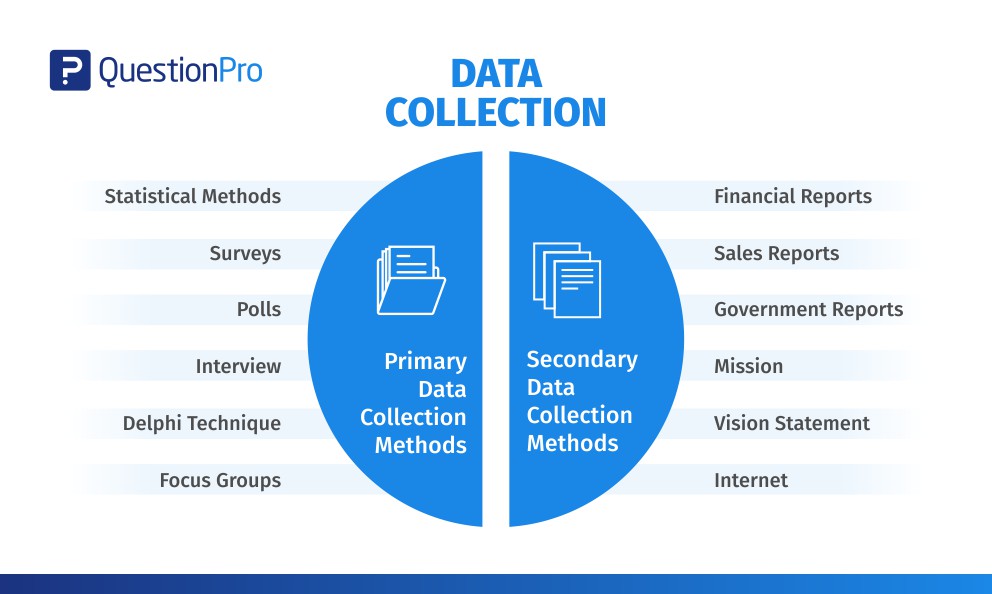 QuestionPro
DATA
COLLECTION
Statistical Methods
Surveys
Polls
Interview
Delphi Technique
Focus Groups
Primary
Data
Collection
Methods
Secondary
Data
Collection
Methods
Financial Reports
Sales Reports
Government Reports
Mission
Vision Statement
Internet